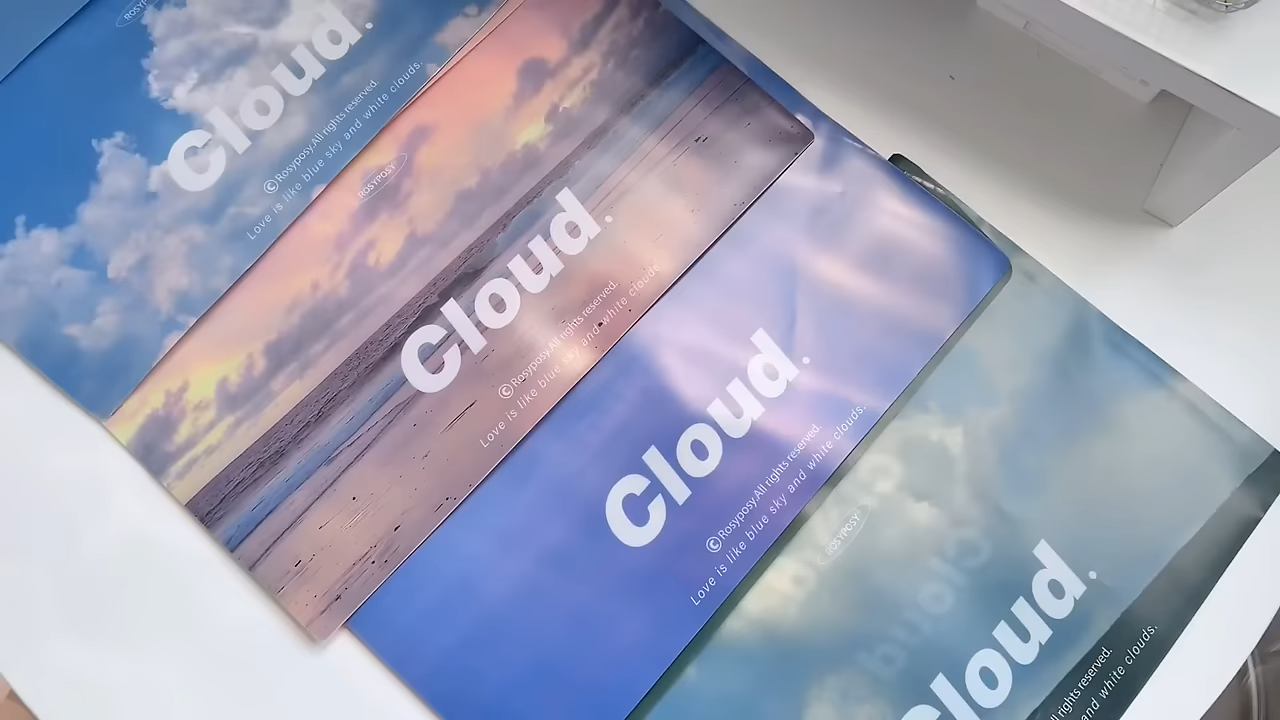 ROSYPOSY
Cloud.
©Rosyposy.All rights reserved.
Love is like blue sky and white clouds.
ROSYPOSY
Cloud.
©Rosyposy.All rights reserved.
Love is like blue sky and white clouds
Cloud.
©Rosyposy.All rights reserved.
Love is like blue sky and white clouds.
ROSYPOSY
Cloud
Cloud.
All rights reserved.
and white clouds.